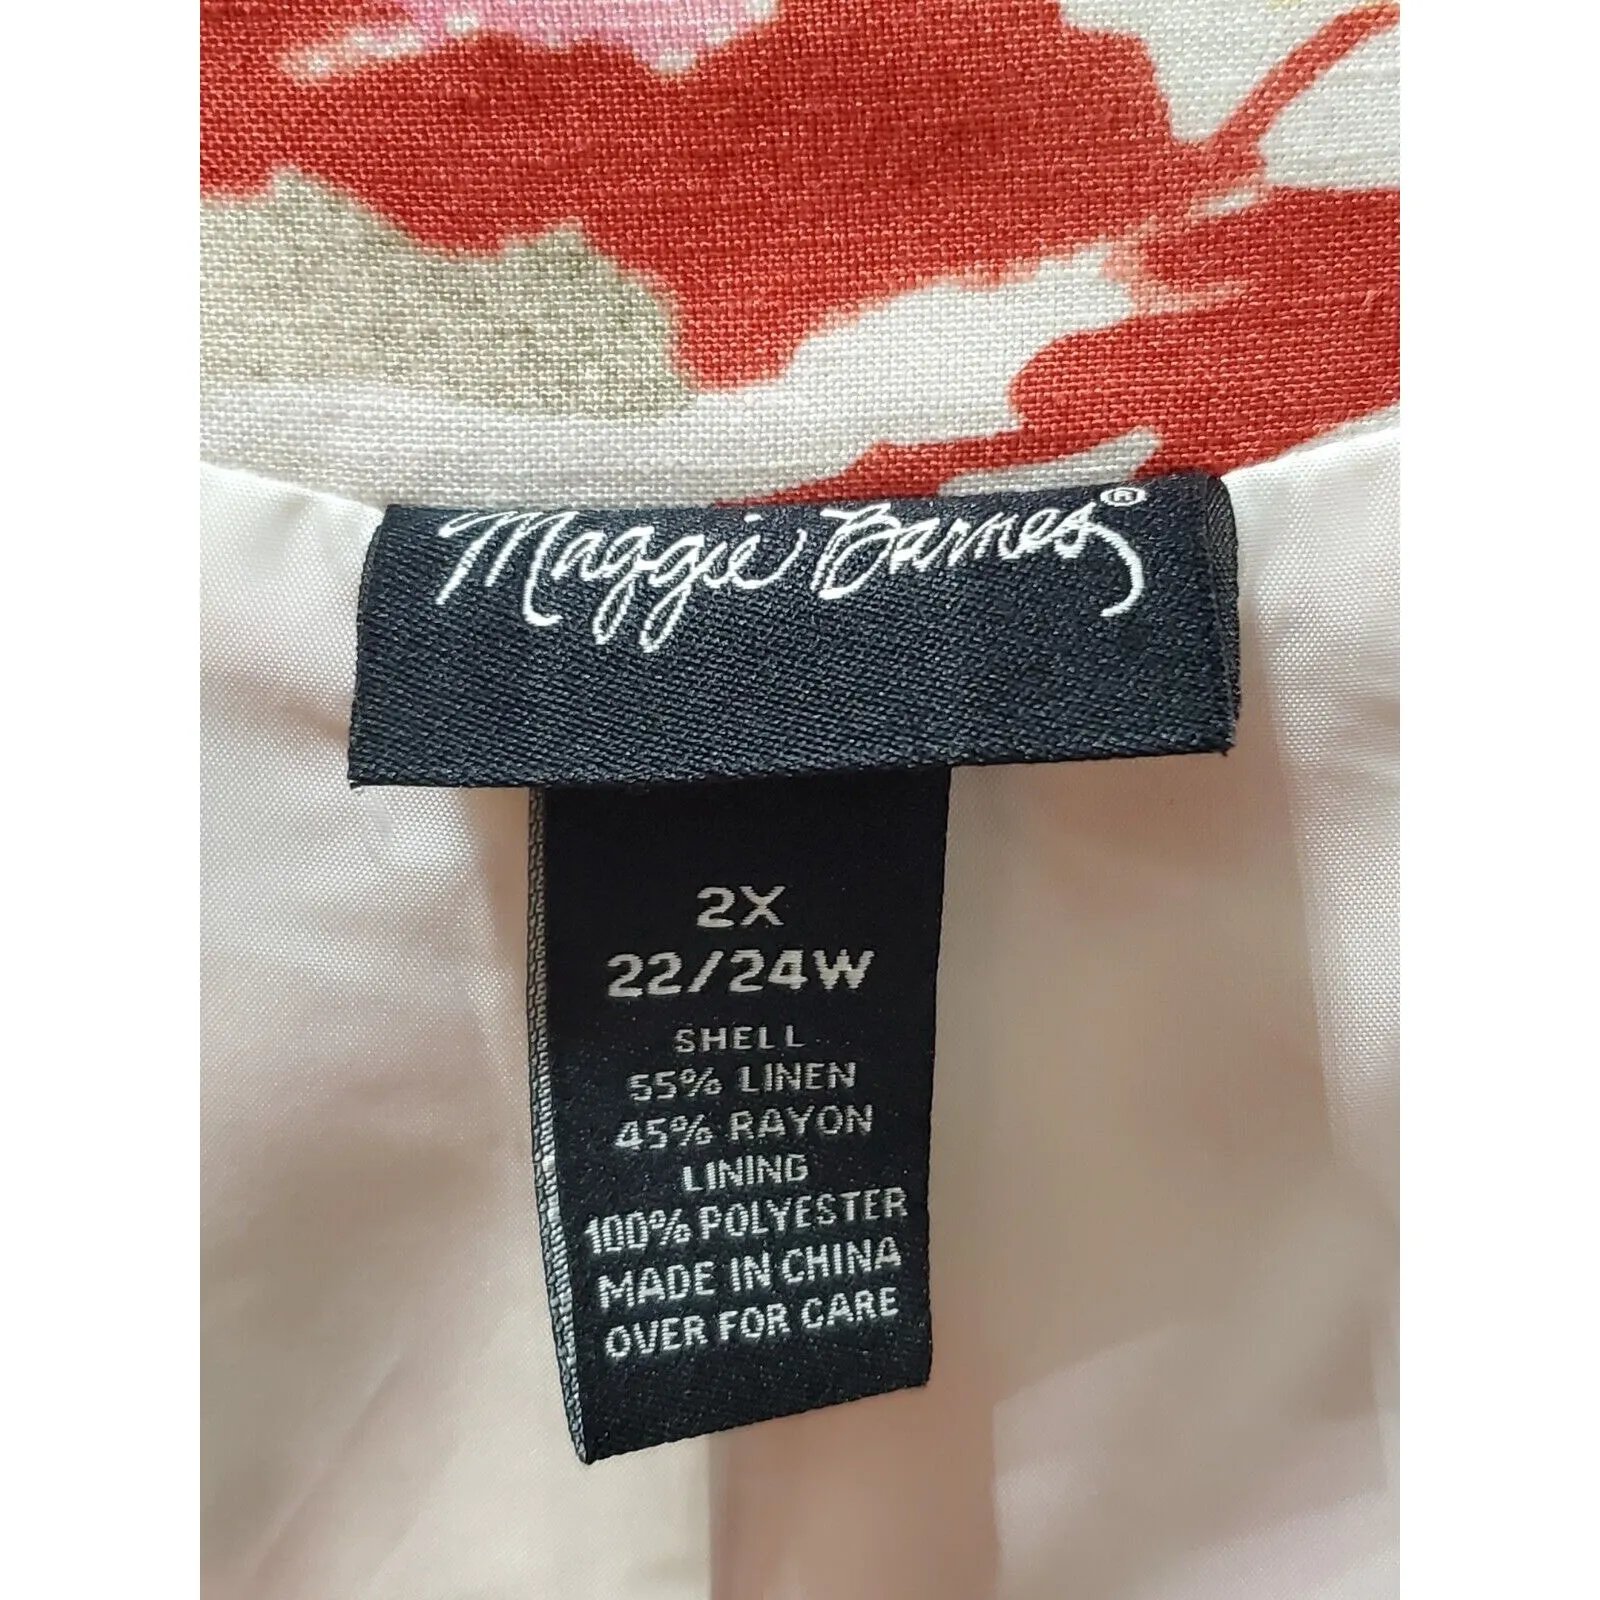 Maggie Barnes®
2X
22/24W
SHELL
55% LINEN
45% RAYON
LINING
100% POLYESTER
MADE IN CHINA
OVER FOR CARE